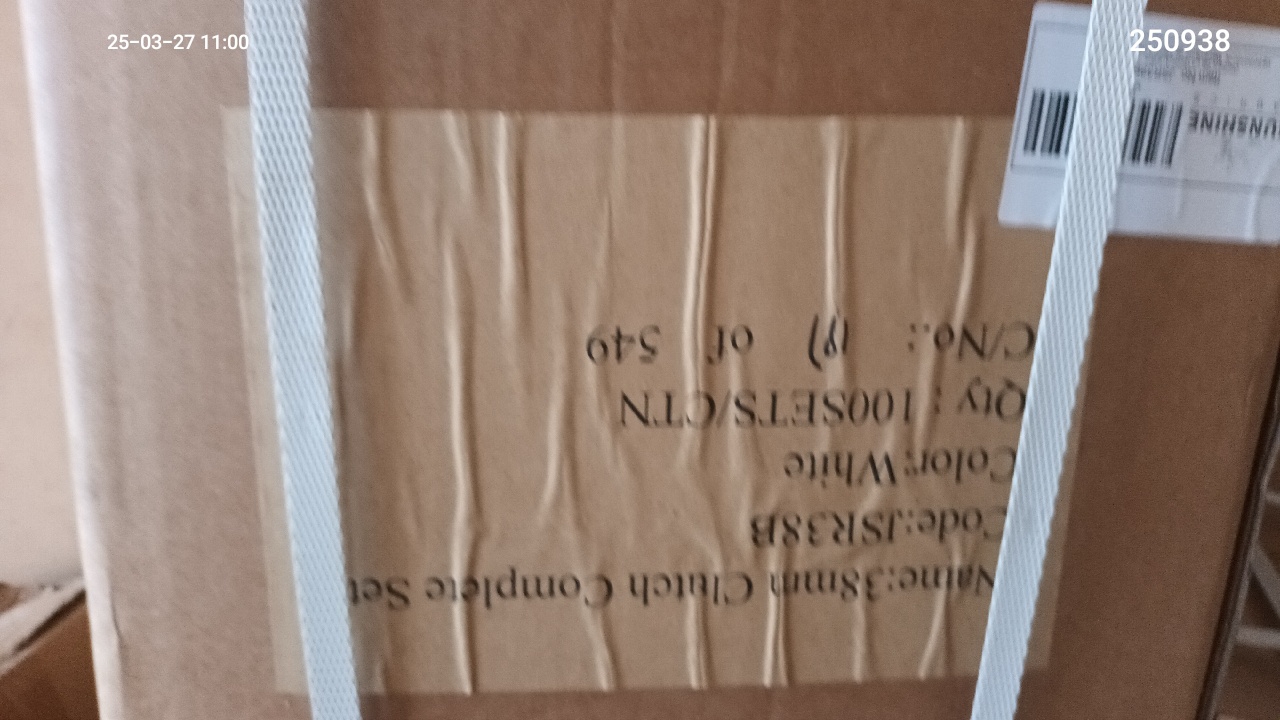 25-03-27 11:00
250938
Name:38mm Clutch Complete Set
Code:JSR38B
Color:White
Qty : 100SETS/CTN
C/No.: of 549
SUNSHINE